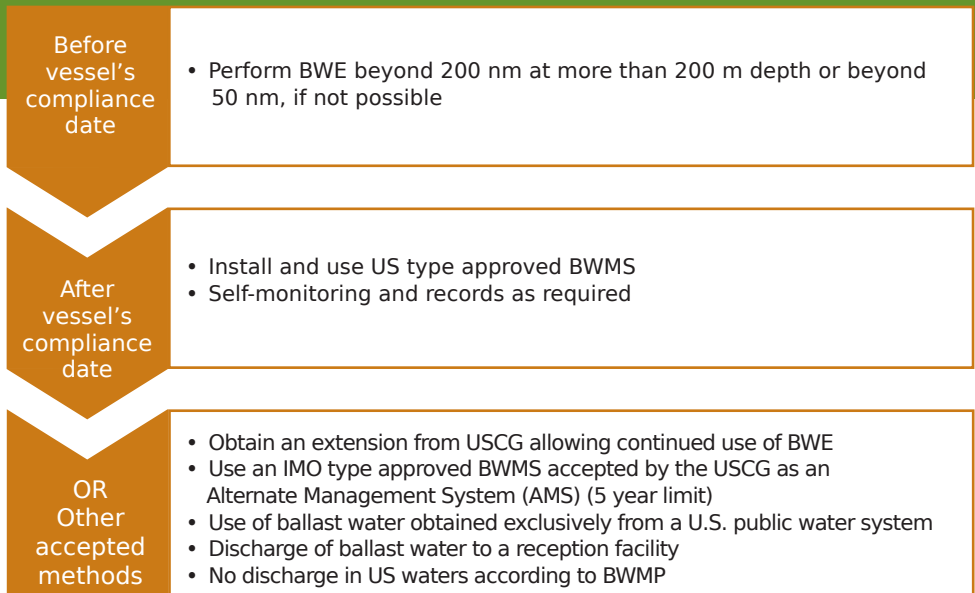 Before
vessel's
compliance
date
• Perform BWE beyond 200 nm at more than 200 m depth or beyond
50 nm, if not possible
After
vessel's
compliance
date
• Install and use US type approved BWMS
• Self-monitoring and records as required
OR
Other
accepted
methods
• Obtain an extension from USCG allowing continued use of BWE
• Use an IMO type approved BWMS accepted by the USCG as an
Alternate Management System (AMS) (5 year limit)
• Use of ballast water obtained exclusively from a U.S. public water system
• Discharge of ballast water to a reception facility
• No discharge in US waters according to BWMP